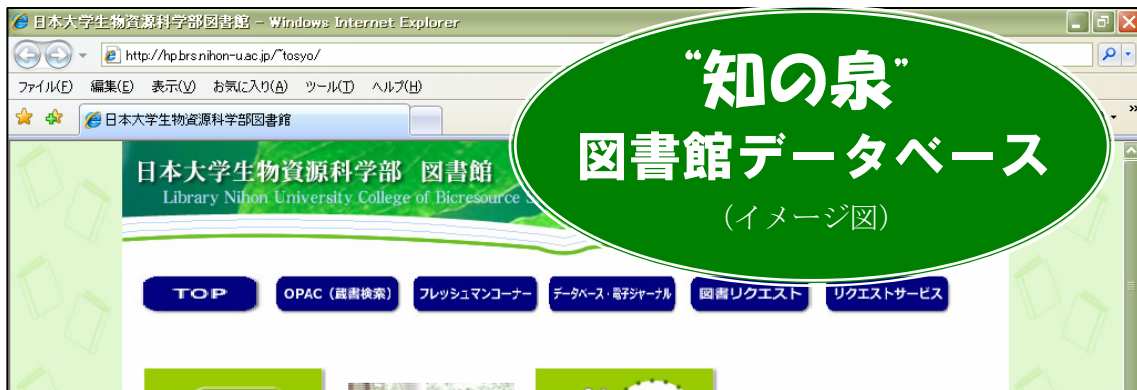 日本大学生物資源科学部図書館 - Windows Internet Explorer
http://hp.brs.nihon-u.ac.jp/~tosyo/
ファイル(F) 編集(E) 表示(V) お気に入り(A) ツール(T) ヘルプ(H)
日本大学生物資源科学部図書館
“知の泉”
図書館データベース
(イメージ図)
日本大学生物資源科学部 図書館
Library Nihon University College of Bioresource S
TOP OPAC(蔵書検索) フレッシュマンコーナー データベース・電子ジャーナル 図書リクエスト リクエストサービス